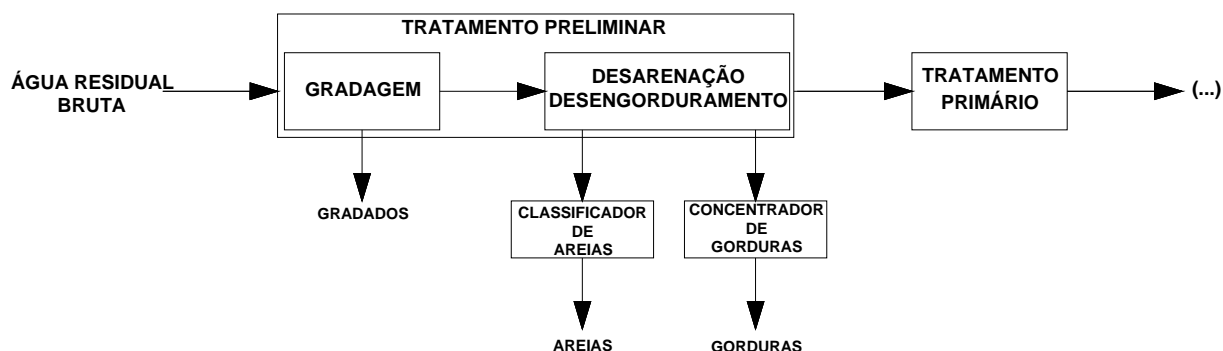 TRATAMENTO PRELIMINAR
ÁGUA RESIDUAL
BRUTA
GRADAGEM
DESARENAÇÃO
DESENGORDURAMENTO
TRATAMENTO
PRIMÁRIO
(...)
GRADADOS
CLASSIFICADOR
DE
AREIAS
CONCENTRADOR
DE
GORDURAS
AREIAS
GORDURAS